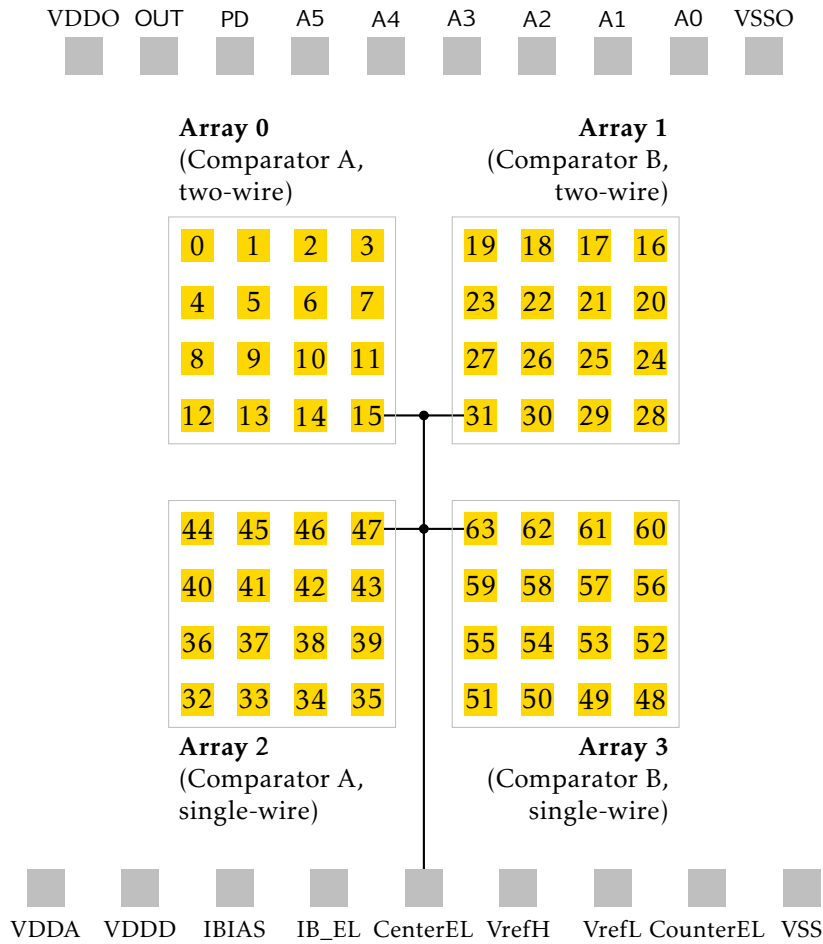 VDDO OUT PD A5 A4 A3 A2 A1 A0 VSSO
Array 0
(Comparator A,
two-wire)
Array 1
(Comparator B,
two-wire)
0 1 2 3
4 5 6 7
8 9 10 11
12 13 14 15
19 18 17 16
23 22 21 20
27 26 25 24
31 30 29 28
44 45 46 47
40 41 42 43
36 37 38 39
32 33 34 35
63 62 61 60
59 58 57 56
55 54 53 52
51 50 49 48
Array 2
(Comparator A,
single-wire)
Array 3
(Comparator B,
single-wire)
VDDA VDDD IBIAS IB_EL CenterEL VrefH VrefL CounterEL VSS